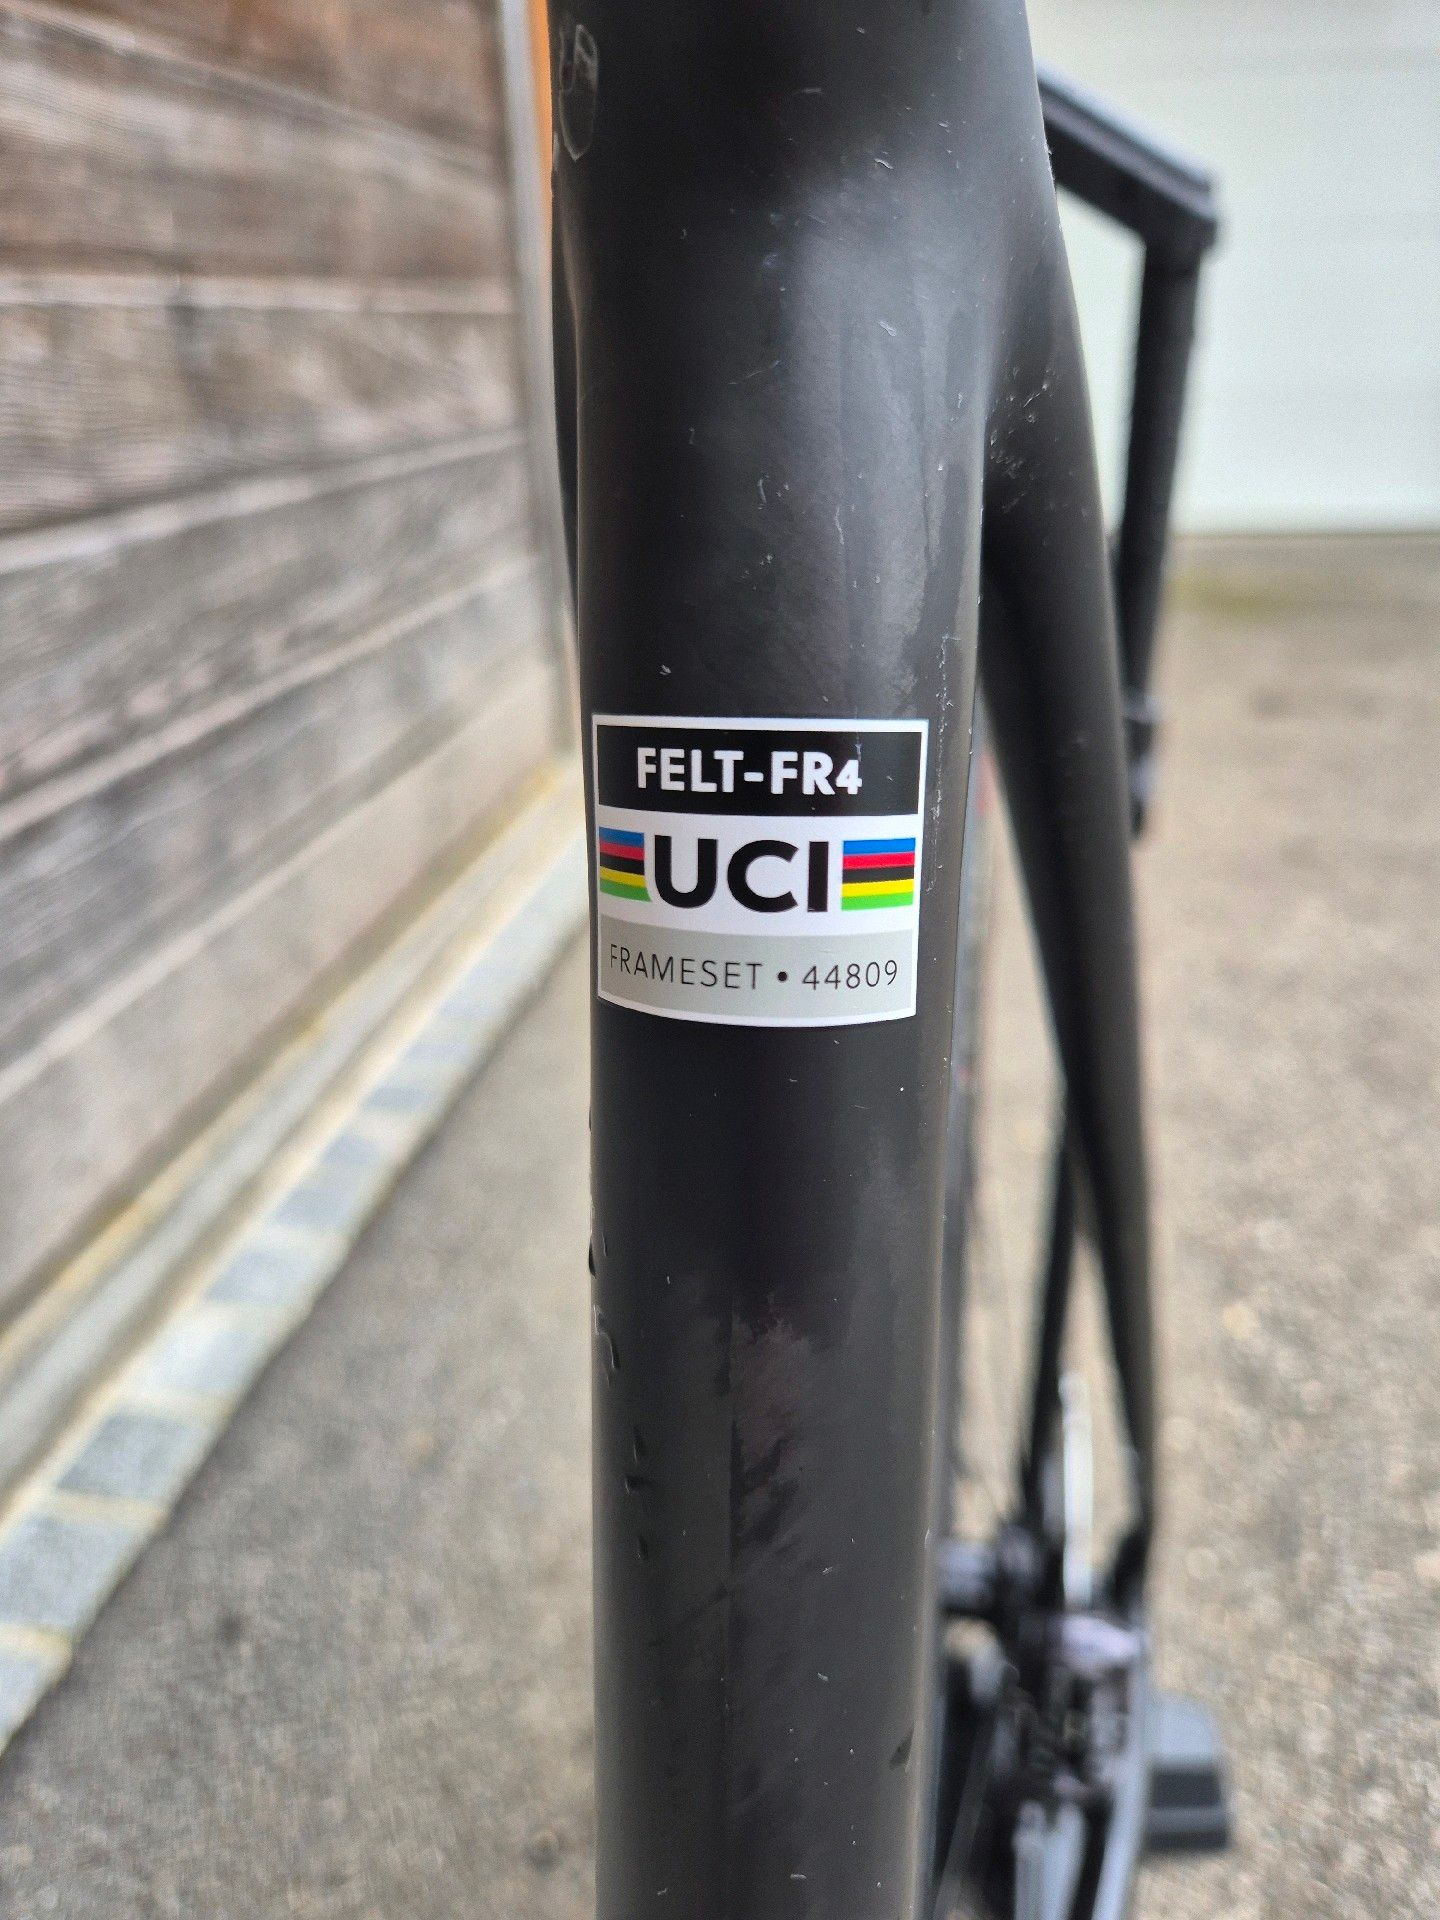 FELT-FR4
UCI
FRAMESET • 44809